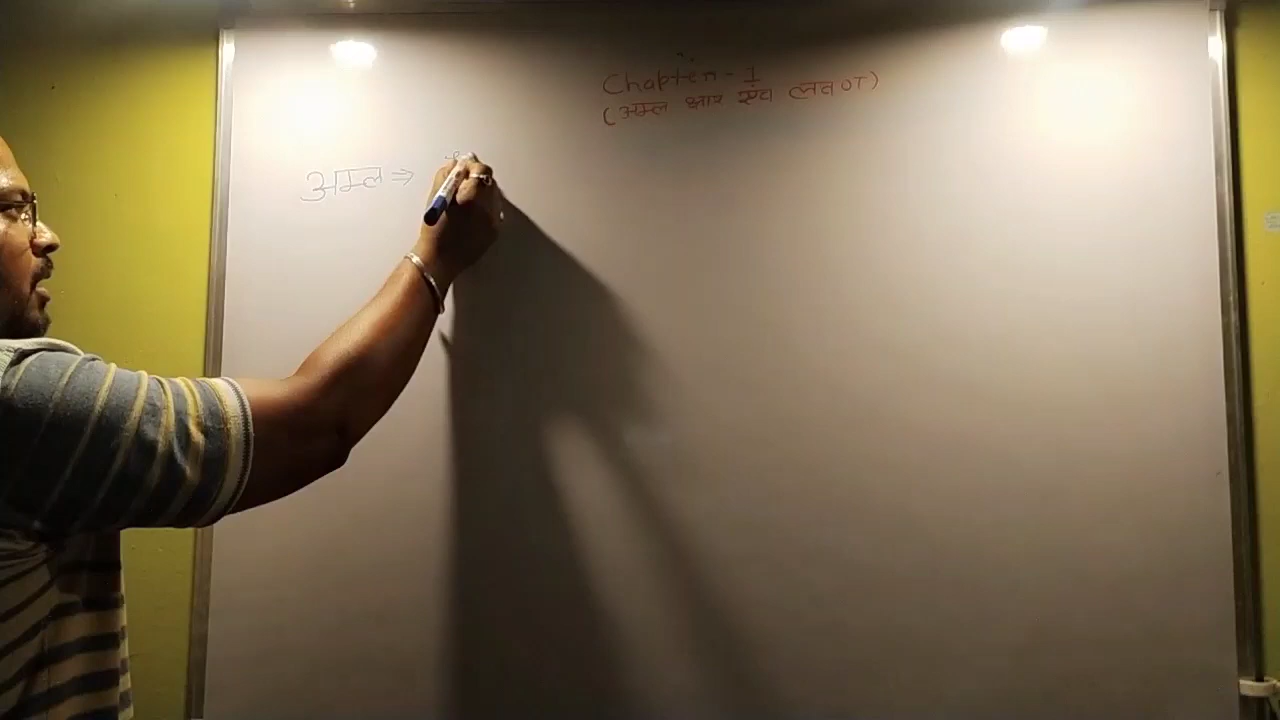 Chapter - 1
(अम्ल क्षार एवं लवण)
अम्ल ⇒